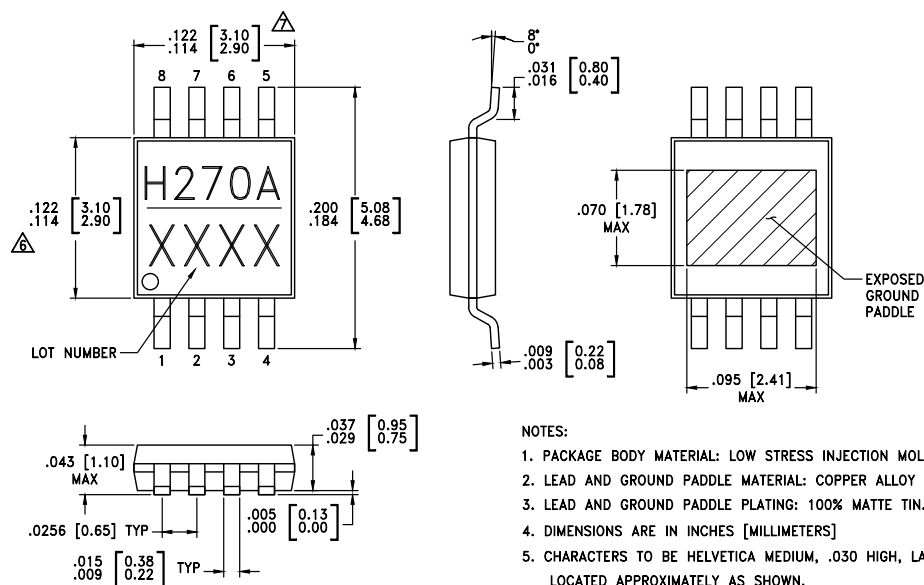 .122 [3.10]
.114 [2.90]
7
8 7 6 5
.122 [3.10]
.114 [2.90]
6
H270A
XXXX
.200 [5.08]
.184 [4.68]
LOT NUMBER
1 2 3 4
8°
0°
.031 [0.80]
.016 [0.40]
.009 [0.22]
.003 [0.08]
.070 [1.78]
MAX
EXPOSED
GROUND
PADDLE
.095 [2.41]
MAX
.037 [0.95]
.029 [0.75]
.043 [1.10]
MAX
.0256 [0.65] TYP
.005 [0.13]
.000 [0.00]
.015 [0.38]
.009 [0.22]
TYP
NOTES:
1. PACKAGE BODY MATERIAL: LOW STRESS INJECTION MOL
2. LEAD AND GROUND PADDLE MATERIAL: COPPER ALLOY
3. LEAD AND GROUND PADDLE PLATING: 100% MATTE TIN.
4. DIMENSIONS ARE IN INCHES [MILLIMETERS]
5. CHARACTERS TO BE HELVETICA MEDIUM, .030 HIGH, LA
LOCATED APPROXIMATELY AS SHOWN.